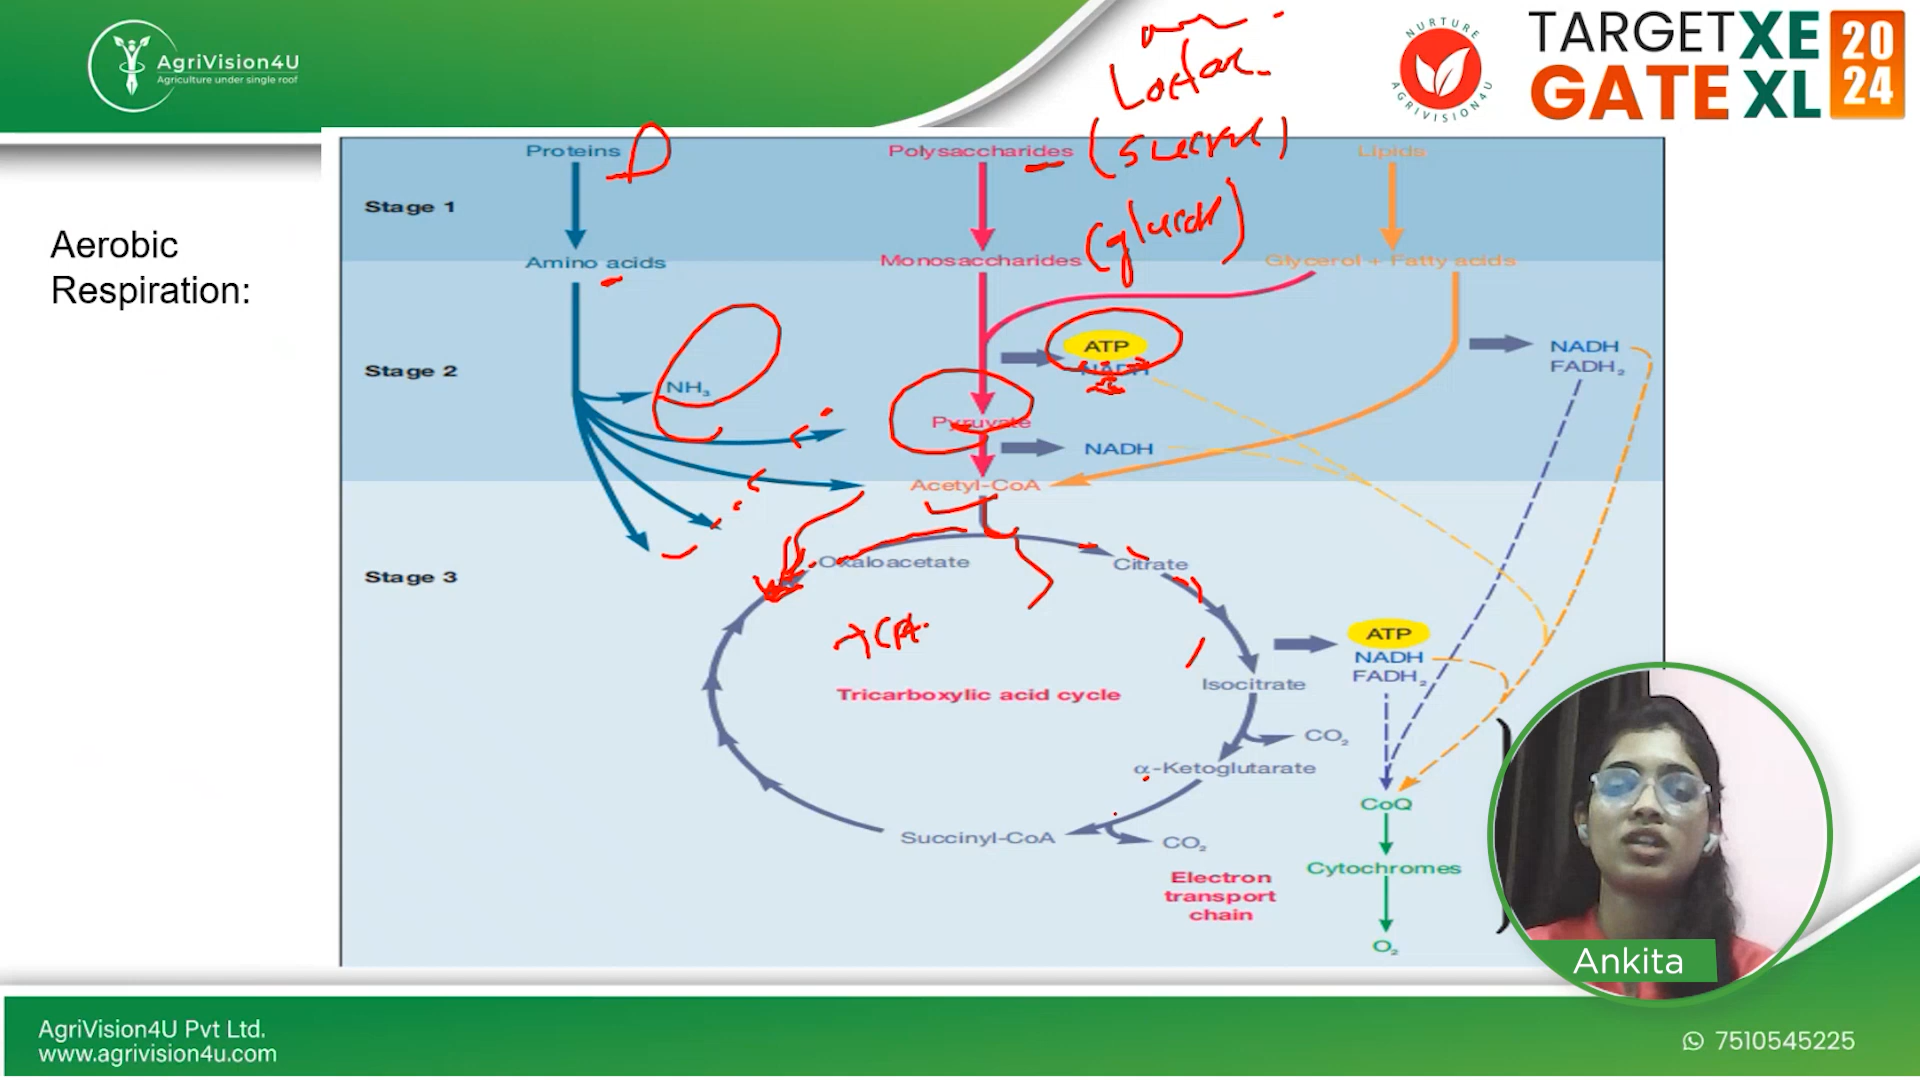 AgriVision4U
Agriculture under single roof
NURTURE
AGRIVISION4U
TARGET XE
GATE XL
20
24
Aerobic
Respiration:
Proteins
Polysaccharides
(sucrose)
Lipids
Stage 1
Amino acids
Monosaccharides
Glycerol + Fatty acids
Stage 2
NH₃
ATP
NADH
NADH
FADH₂
Pyruvate
NADH
Acetyl-CoA
Stage 3
Oxaloacetate
Citrate
Tricarboxylic acid cycle
Isocitrate
ATP
NADH
FADH₂
CO₂
α-Ketoglutarate
Succinyl-CoA
CO₂
CoQ
Electron
transport
chain
Cytochromes
O₂
Ankita
AgriVision4U Pvt Ltd.
www.agrivision4u.com
7510545225